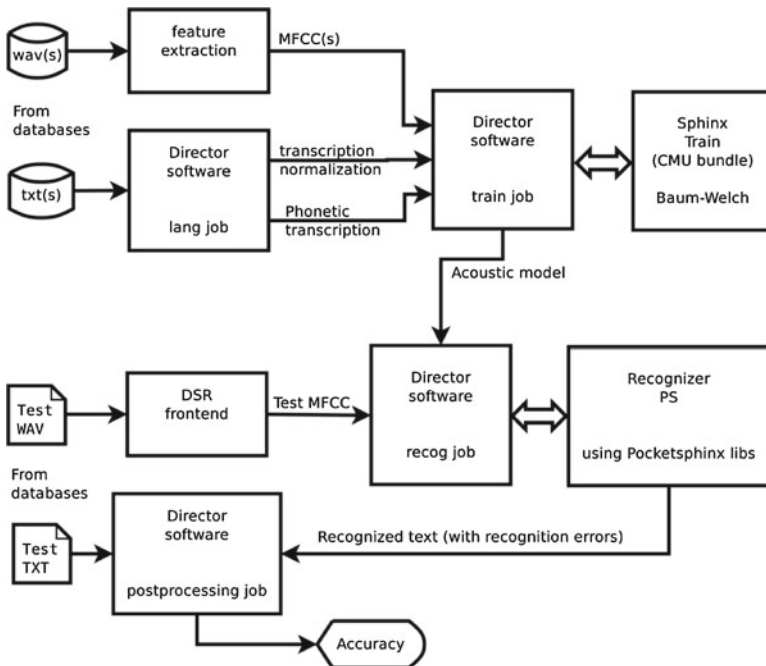 wav(s)
feature
extraction
MFCC(s)
From
databases
txt(s)
Director
software
lang job
transcription
normalization
Phonetic
transcription
Director
software
train job
Sphinx
Train
(CMU bundle)
Baum-Welch
Acoustic model
Test
WAV
DSR
frontend
Test MFCC
Director
software
recog job
Recognizer
PS
using Pocketsphinx libs
From
databases
Test
TXT
Director
software
postprocessing job
Recognized text (with recognition errors)
Accuracy